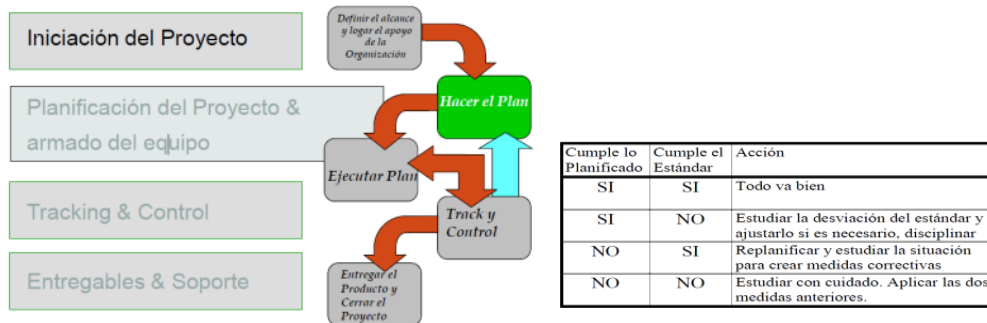 Iniciación del Proyecto
Planificación del Proyecto &
armado del equipo
Tracking & Control
Entregables & Soporte
Definir el alcance
y logar el apoyo
de la
Organización
Hacer el Plan
Ejecutar Plan
Track y
Control
Entregar el
Producto y
Cerrar el
Proyecto
Cumple lo
Planificado
Cumple el
Estándar
Acción
SI
SI
Todo va bien
SI
NO
Estudiar la desviación del estándar y
ajustarlo si es necesario, disciplinar
NO
SI
Replanificar y estudiar la situación
para crear medidas correctivas
NO
NO
Estudiar con cuidado. Aplicar las dos
medidas anteriores.